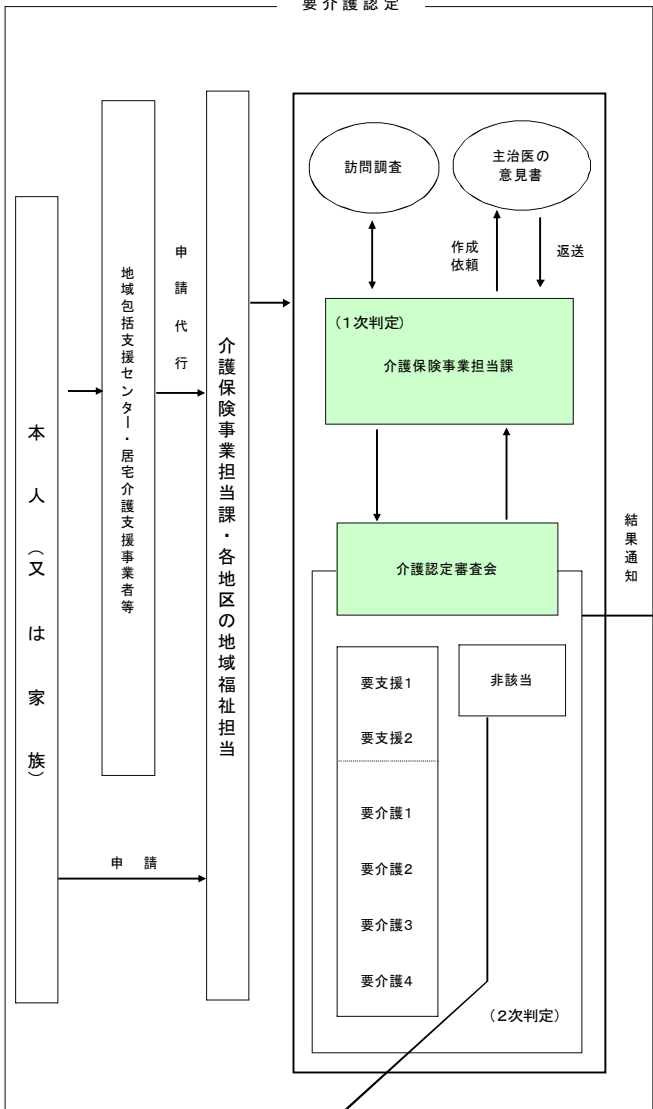 要介護認定
本人(又は家族)
地域包括支援センター・居宅介護支援事業者等
申請代行
申請
介護保険事業担当課・各地区の地域福祉担当
訪問調査
主治医の
意見書
作成
依頼
返送
(1次判定)
介護保険事業担当課
介護認定審査会
要支援1
要支援2
要介護1
要介護2
要介護3
要介護4
非該当
(2次判定)
結果通知